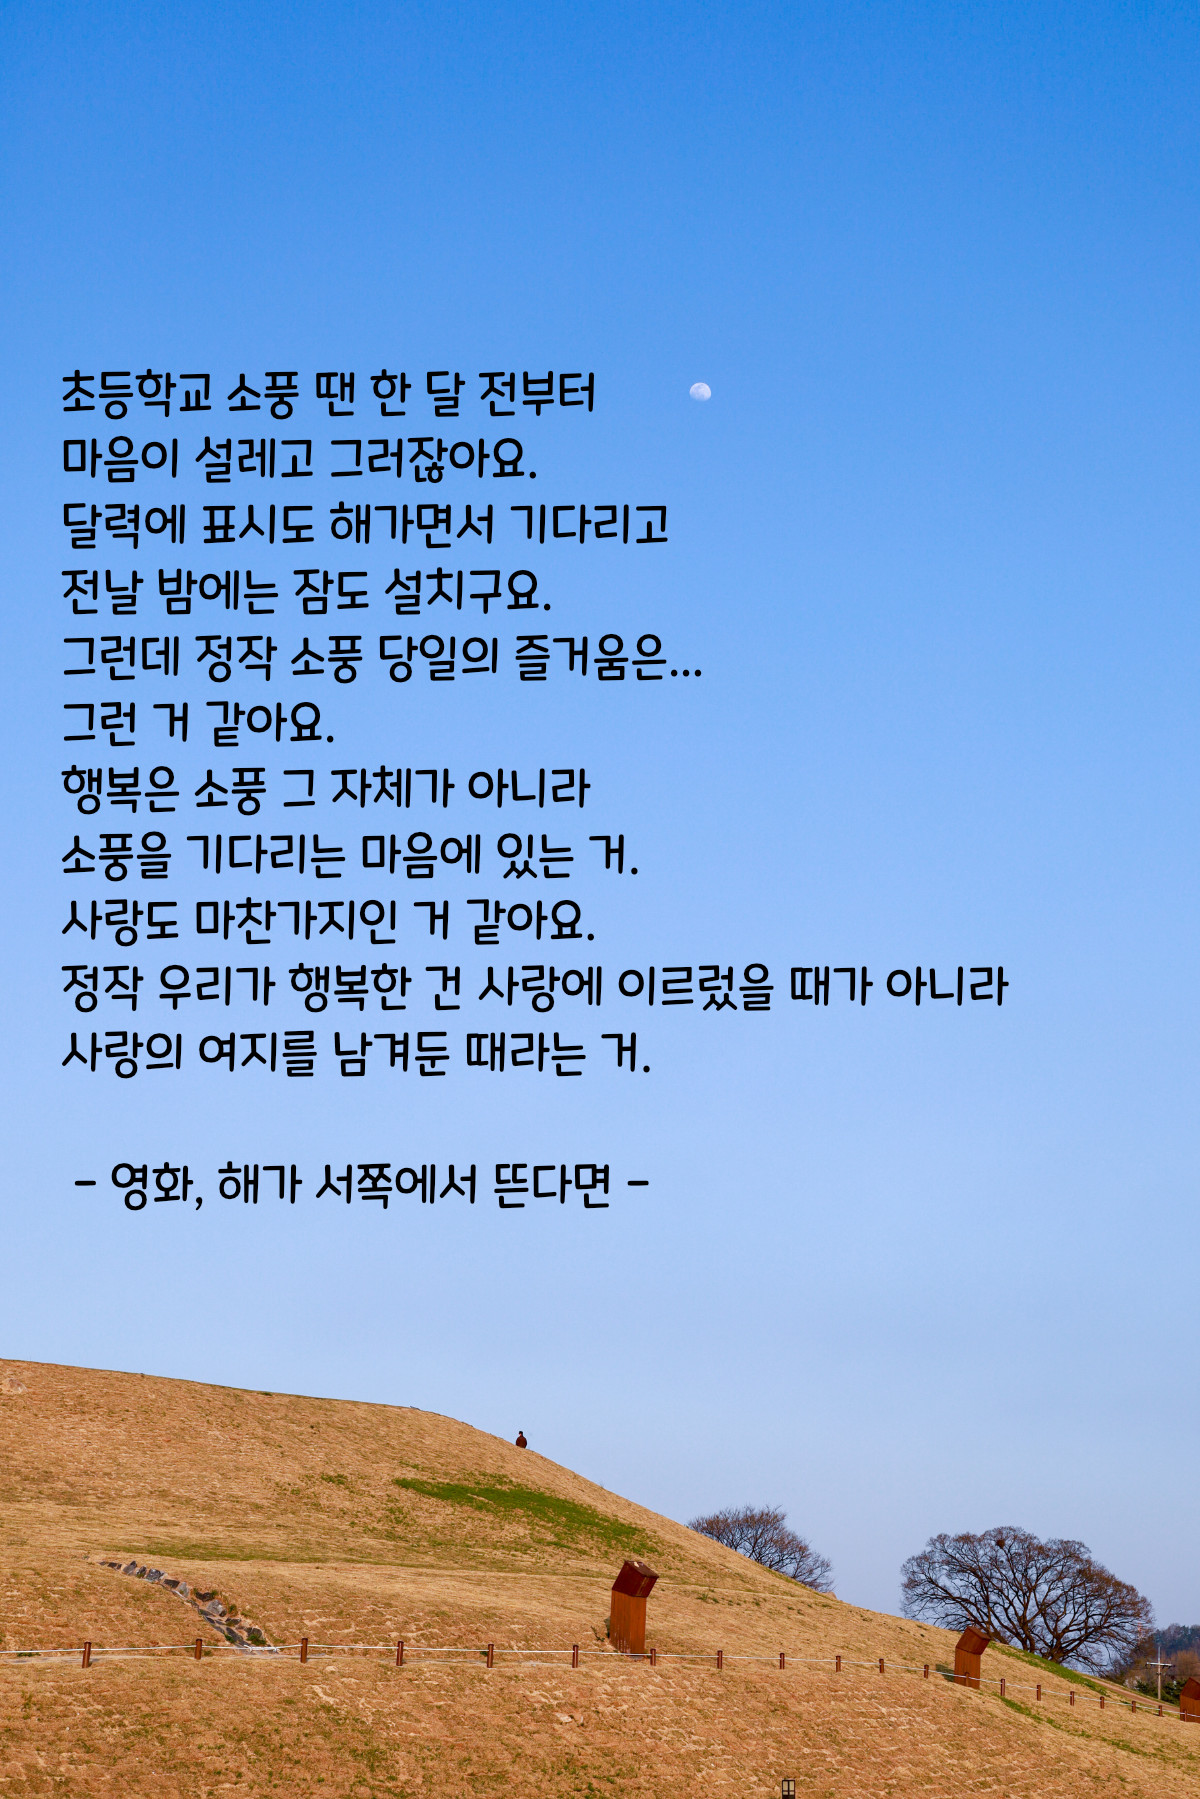 초등학교 소풍 땐 한 달 전부터
마음이 설레고 그러잖아요.
달력에 표시도 해가면서 기다리고
전날 밤에는 잠도 설치구요.
그런데 정작 소풍 당일의 즐거움은...
그런 거 같아요.
행복은 소풍 그 자체가 아니라
소풍을 기다리는 마음에 있는 거.
사랑도 마찬가지인 거 같아요.
정작 우리가 행복한 건 사랑에 이르렀을 때가 아니라
사랑의 여지를 남겨둔 때라는 거.
- 영화, 해가 서쪽에서 뜬다면 -